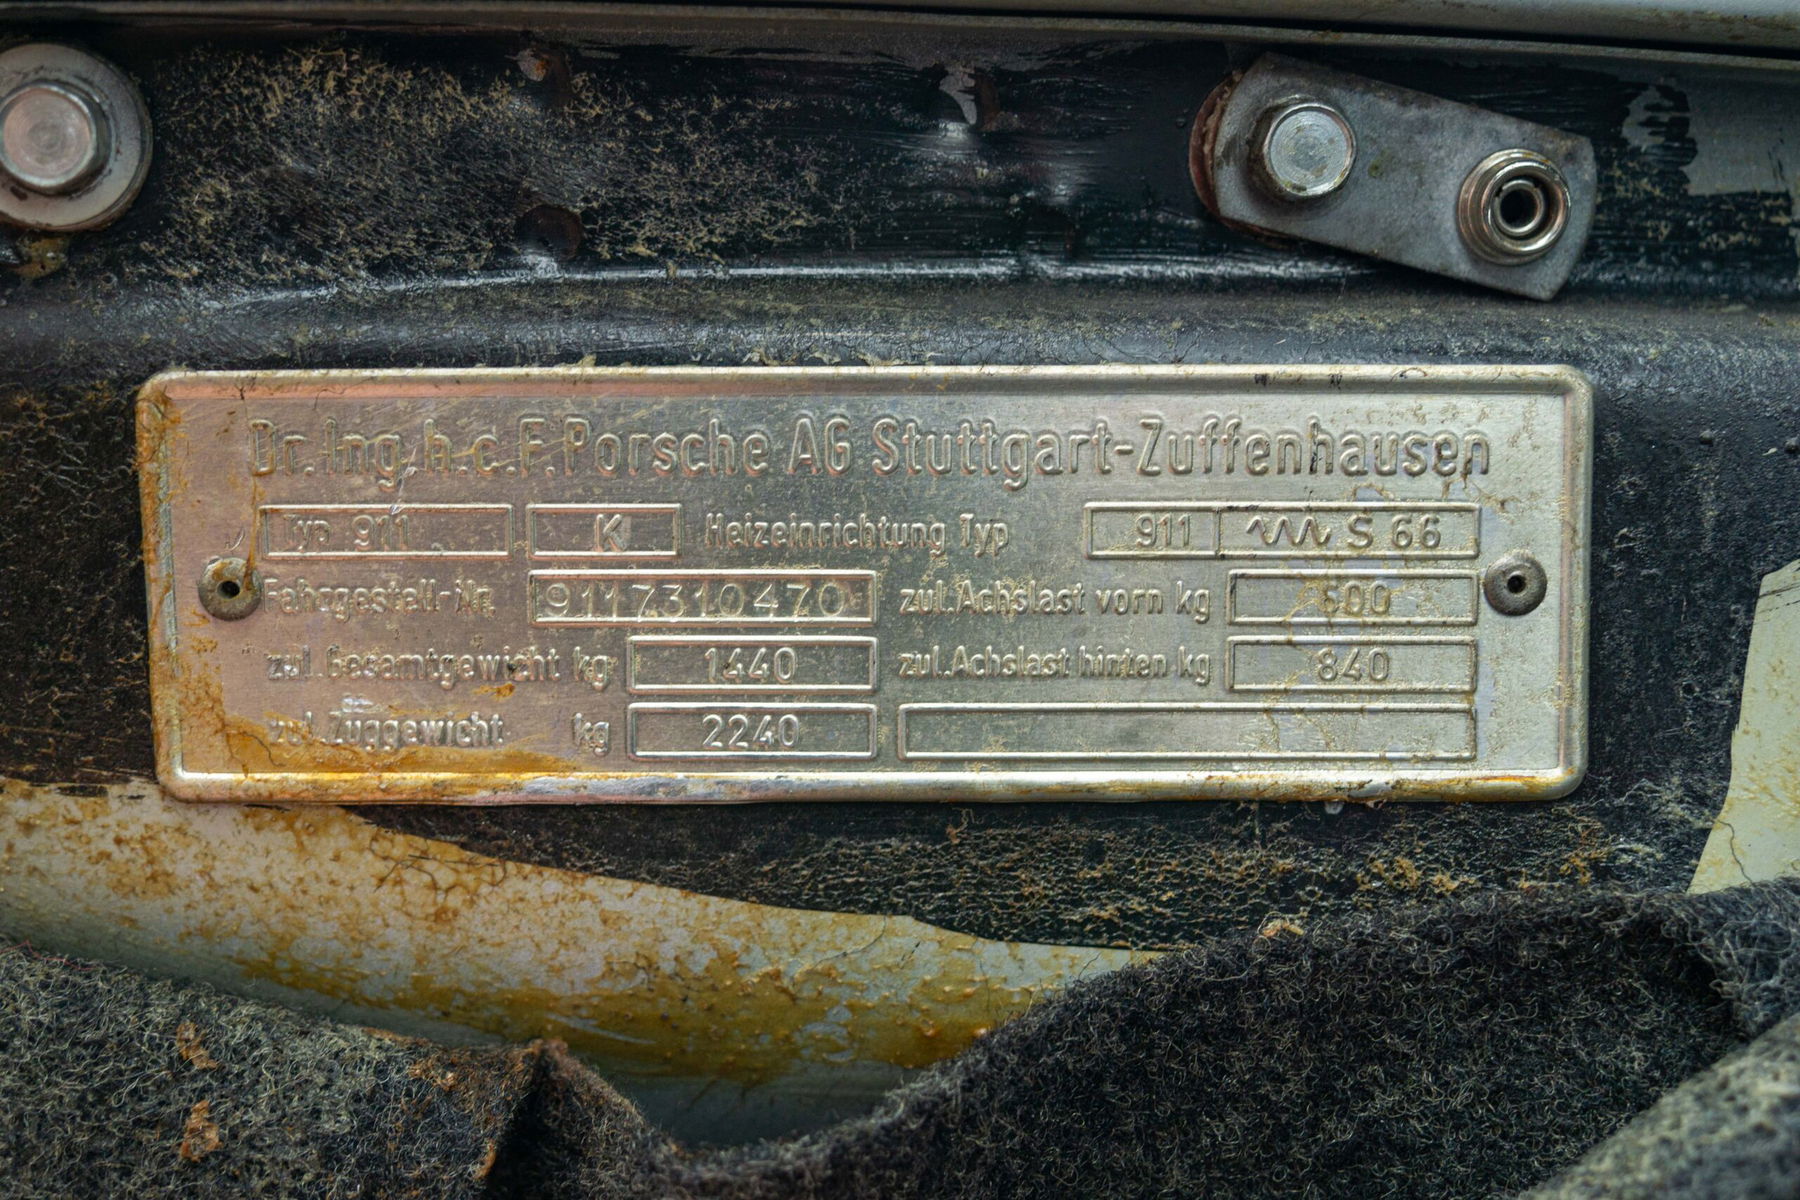 Dr. Ing. h.c.F. Porsche AG Stuttgart-Zuffenhausen
Typ 911 K Heizeinrichtung Typ 911 S 66
Fahrgestell-Nr. 9117310470 zul. Achslast vorn kg 600
zul. Gesamtgewicht kg 1440 zul. Achslast hinten kg 840
zul. Zuggewicht kg 2240